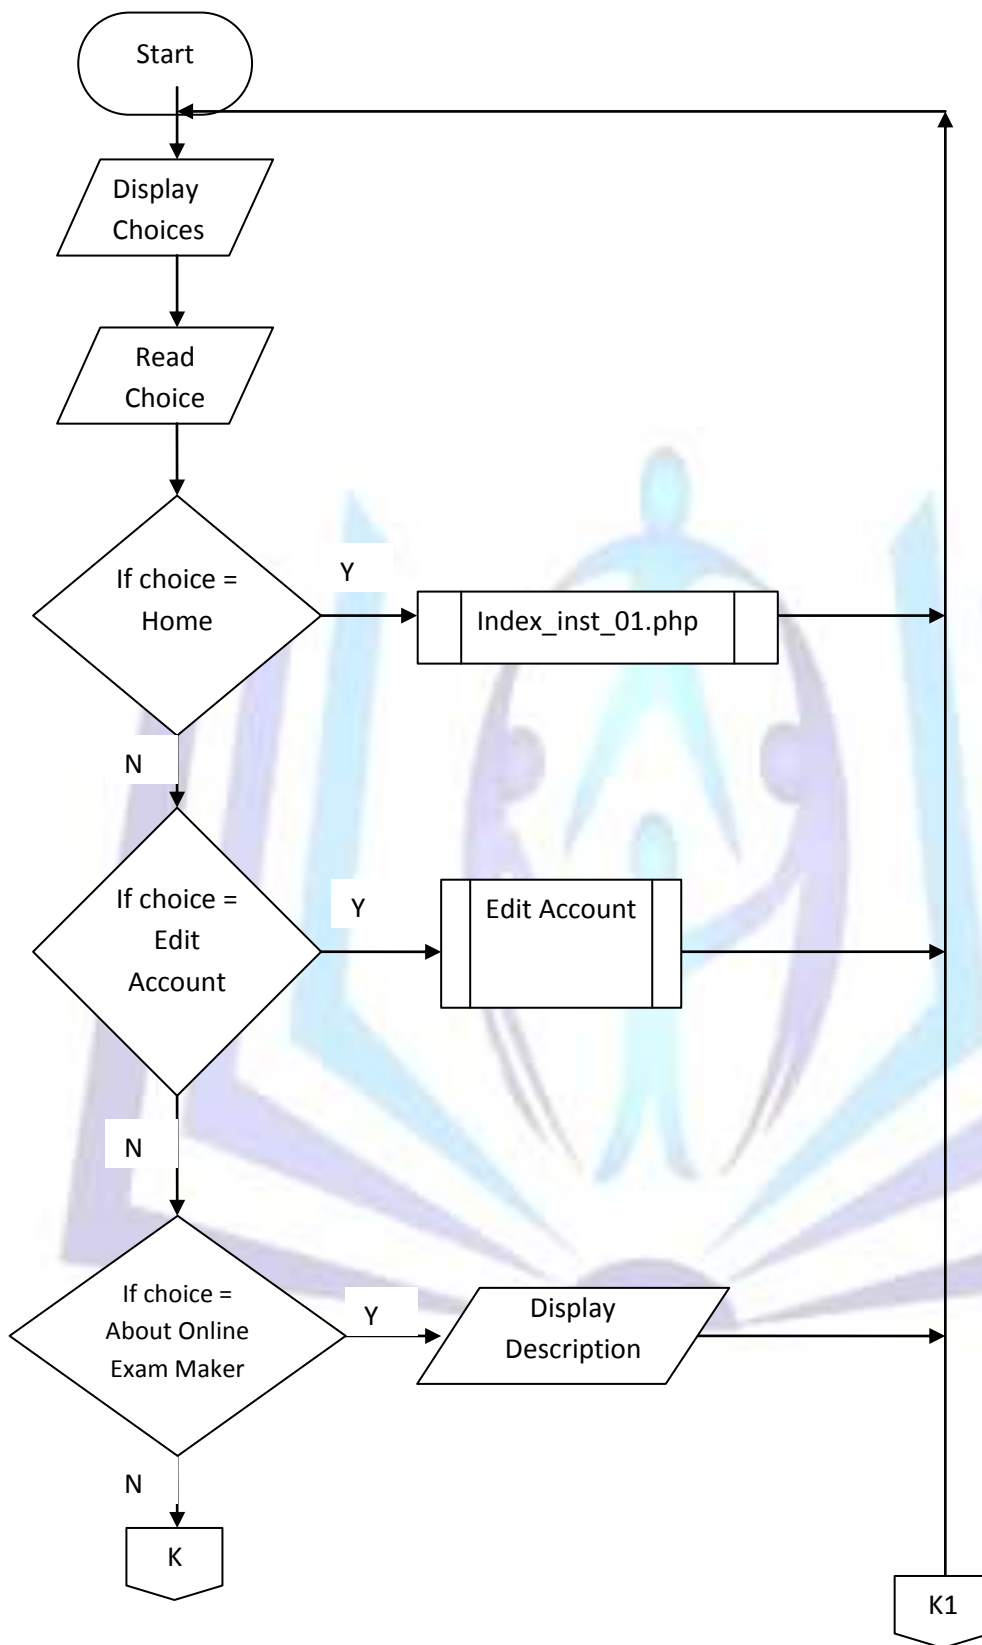 Start
Display
Choices
Read
Choice
If choice =
Home
Y
Index_inst_01.php
N
If choice =
Edit
Account
Y
Edit Account
N
If choice =
About Online
Exam Maker
Y
Display
Description
N
K
K1